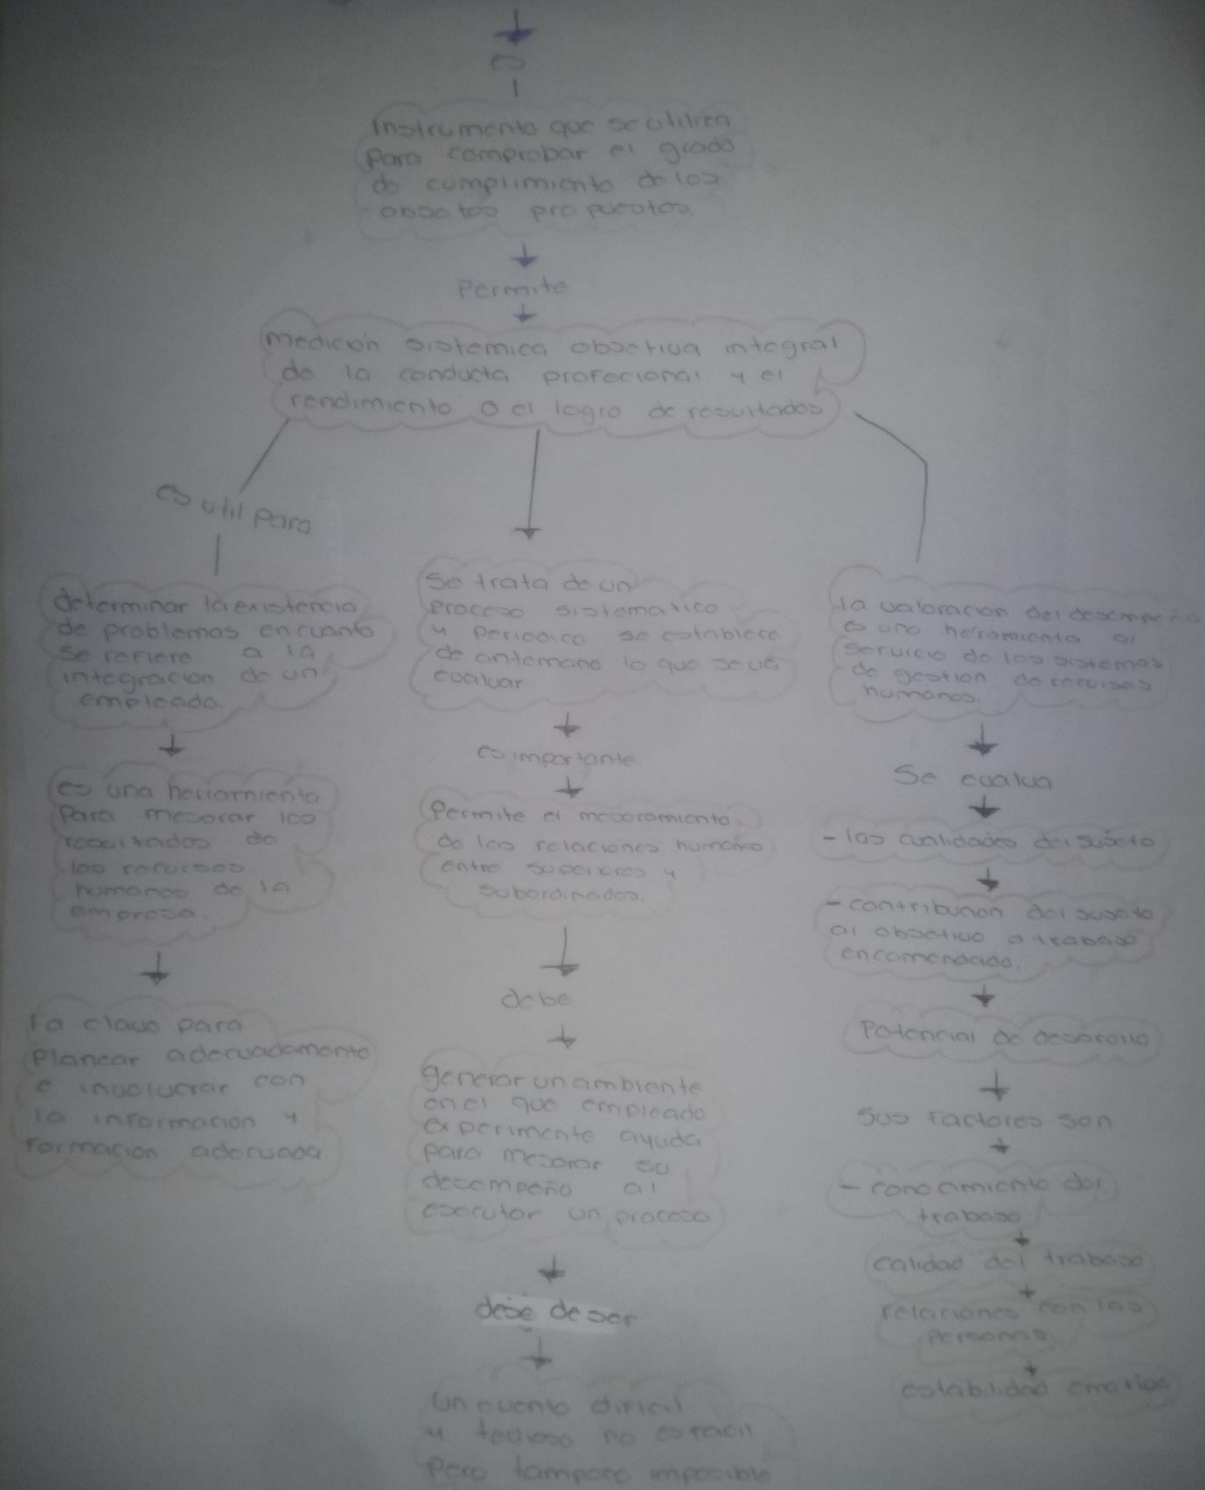 es
Instrumento que se utiliza
Para comprobar el grado
de cumplimiento de los
objetos propuestos.
Permite
medición sistemica objetiva integral
de la conducta profecional y el
rendimiento o el logro de resultados
es util para
determinar la existencia
de problemas en cuanto
se refiere a la
integracion de un
empleado.
es una herramienta
Para mejorar los
resultados de
los recursos
humanos de la
empresa.
la clave para
Planear adecuadamente
e involucrar con
la informacion y
formacion adecuada
Se trata de un
Proceso sistematico
y periodico se establece
de antemano lo que se va
evaluar
es importante
Permite el mejoramiento
de las relaciones humanas
entre superiores y
subordinados.
debe
generar un ambiente
en el que empleado
experimente ayuda
para mejorar su
desempeño al
ejecutar un proceso
debe de ser
Un evento dificil
y tedioso no es facil
Pero tampoco imposible
la valoracion del desempeño
es una herramienta al
servicio de los sistemas
de gestion de recursos
humanos.
Se evalua
- las cualidades del sujeto
- contribucion del sujeto
al objetivo o trabajo
encomendado.
Potencial de desarollo
Sus factores son
- conocimiento del
trabajo
calidad del trabajo
relaciones con las
Personas
estabilidad emotiva